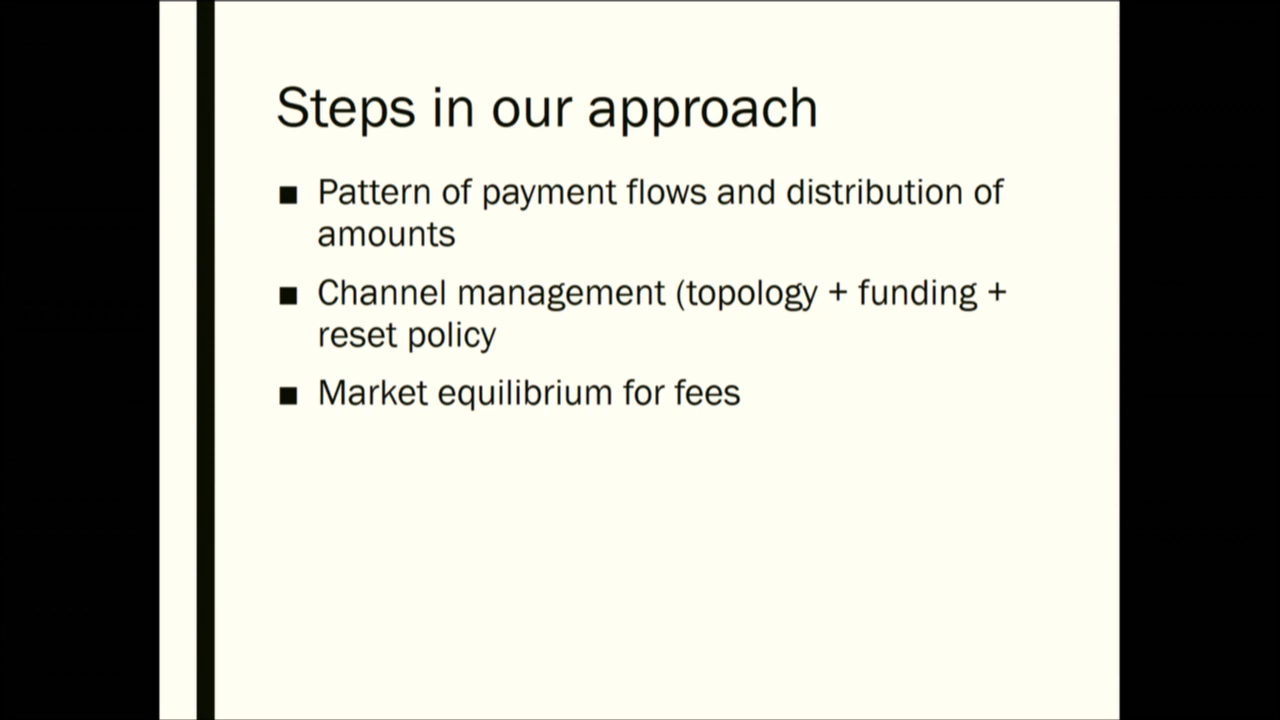 Steps in our approach
■ Pattern of payment flows and distribution of
amounts
■ Channel management (topology + funding +
reset policy
■ Market equilibrium for fees